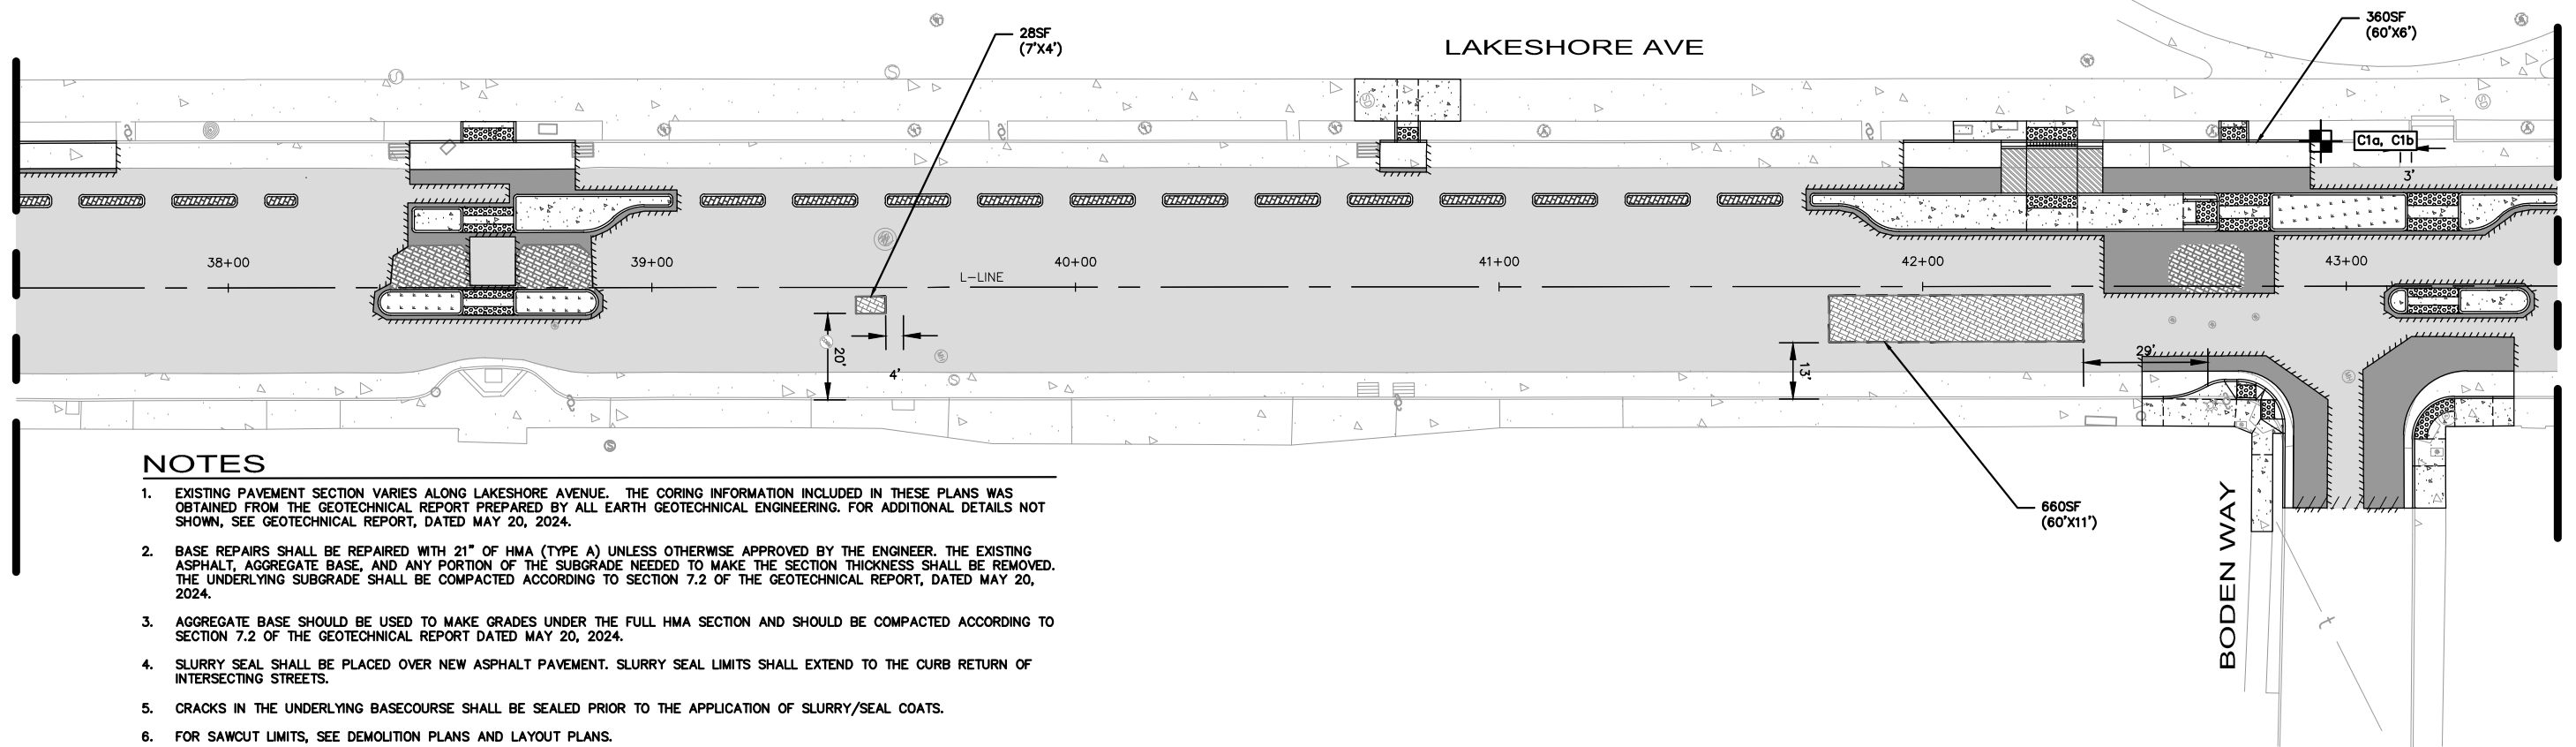 28SF
(7'X4')
LAKESHORE AVE
360SF
(60'X6')
C1a, C1b
3'
38+00
39+00
40+00
41+00
42+00
43+00
L-LINE
20'
4'
13'
29'
660SF
(60'X11')
BODEN WAY
NOTES
1. EXISTING PAVEMENT SECTION VARIES ALONG LAKESHORE AVENUE. THE CORING INFORMATION INCLUDED IN THESE PLANS WAS
OBTAINED FROM THE GEOTECHNICAL REPORT PREPARED BY ALL EARTH GEOTECHNICAL ENGINEERING. FOR ADDITIONAL DETAILS NOT
SHOWN, SEE GEOTECHNICAL REPORT, DATED MAY 20, 2024.
2. BASE REPAIRS SHALL BE REPAIRED WITH 21" OF HMA (TYPE A) UNLESS OTHERWISE APPROVED BY THE ENGINEER. THE EXISTING
ASPHALT, AGGREGATE BASE, AND ANY PORTION OF THE SUBGRADE NEEDED TO MAKE THE SECTION THICKNESS SHALL BE REMOVED.
THE UNDERLYING SUBGRADE SHALL BE COMPACTED ACCORDING TO SECTION 7.2 OF THE GEOTECHNICAL REPORT, DATED MAY 20,
2024.
3. AGGREGATE BASE SHOULD BE USED TO MAKE GRADES UNDER THE FULL HMA SECTION AND SHOULD BE COMPACTED ACCORDING TO
SECTION 7.2 OF THE GEOTECHNICAL REPORT DATED MAY 20, 2024.
4. SLURRY SEAL SHALL BE PLACED OVER NEW ASPHALT PAVEMENT. SLURRY SEAL LIMITS SHALL EXTEND TO THE CURB RETURN OF
INTERSECTING STREETS.
5. CRACKS IN THE UNDERLYING BASECOURSE SHALL BE SEALED PRIOR TO THE APPLICATION OF SLURRY/SEAL COATS.
6. FOR SAWCUT LIMITS, SEE DEMOLITION PLANS AND LAYOUT PLANS.